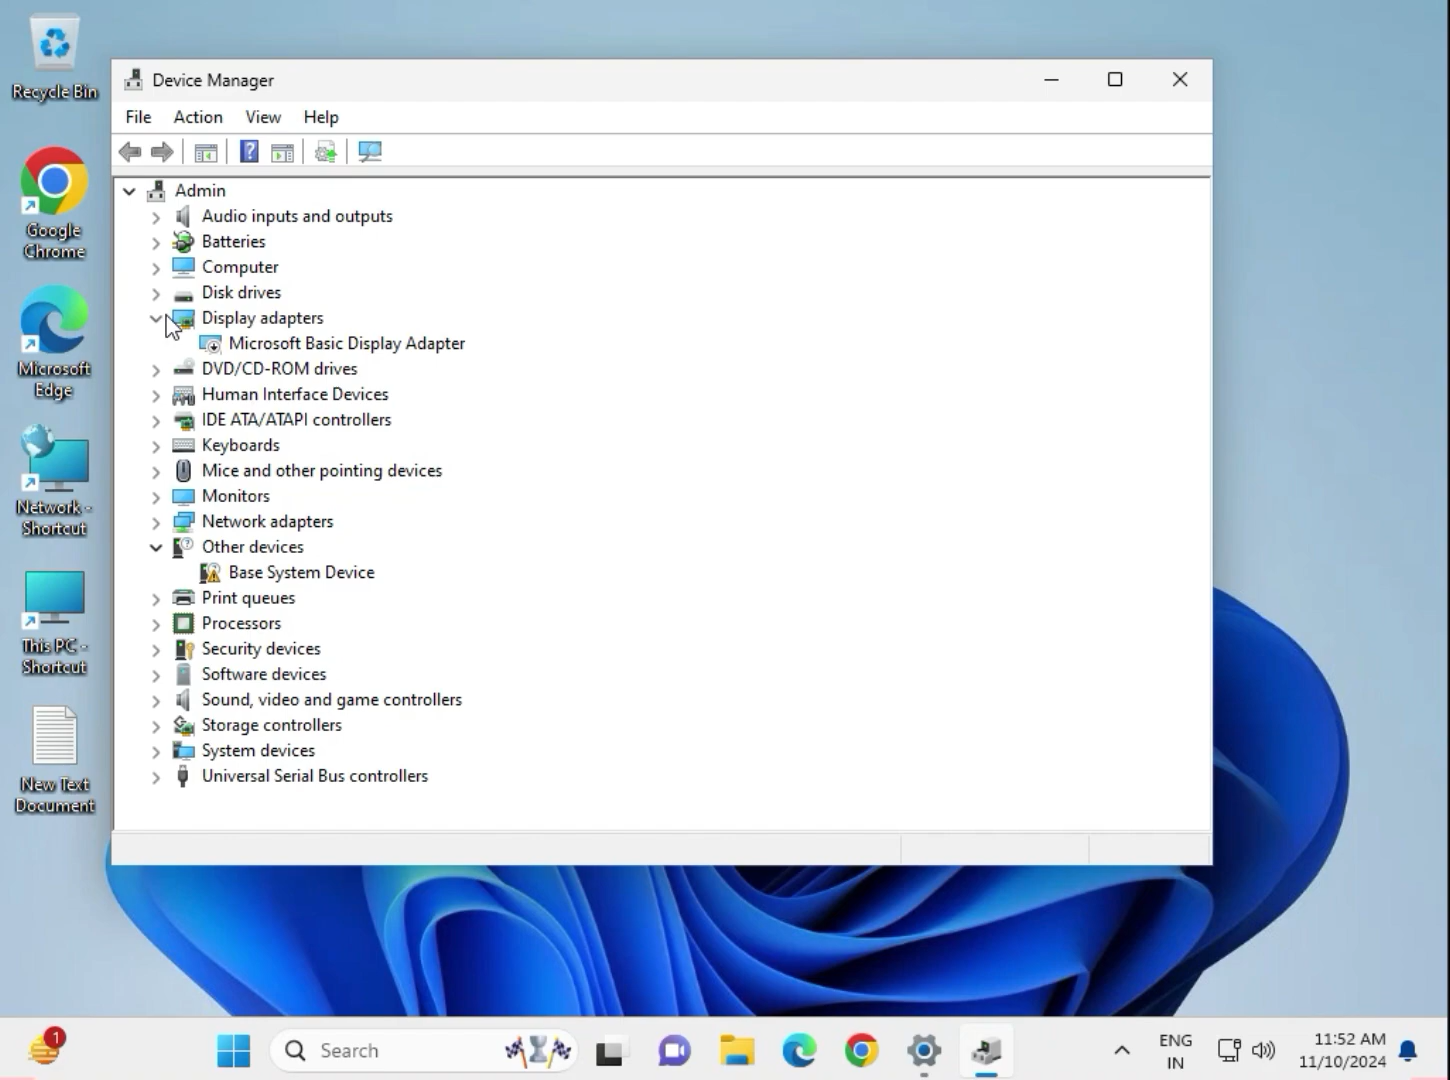 Recycle Bin
Google
Chrome
Microsoft
Edge
Network -
Shortcut
This PC -
Shortcut
New Text
Document
Device Manager
File Action View Help
Admin
Audio inputs and outputs
Batteries
Computer
Disk drives
Display adapters
Microsoft Basic Display Adapter
DVD/CD-ROM drives
Human Interface Devices
IDE ATA/ATAPI controllers
Keyboards
Mice and other pointing devices
Monitors
Network adapters
Other devices
Base System Device
Print queues
Processors
Security devices
Software devices
Sound, video and game controllers
Storage controllers
System devices
Universal Serial Bus controllers
1
Search
ENG
IN
11:52 AM
11/10/2024